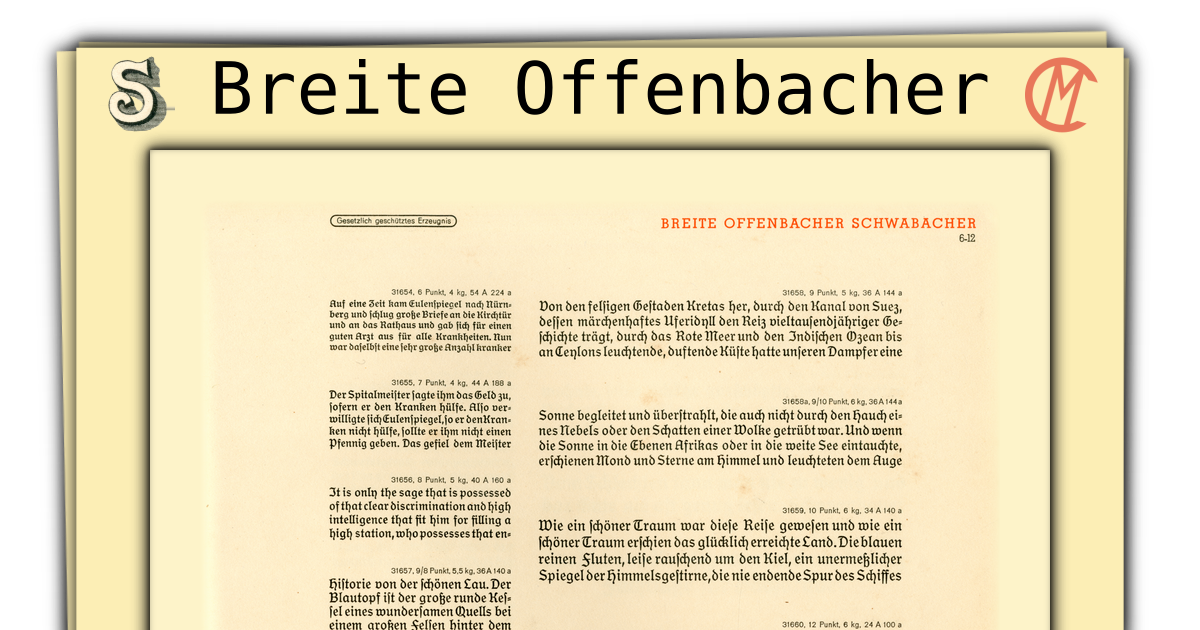 S Breite Offenbacher CM
Gesetzlich geschütztes Erzeugnis
BREITE OFFENBACHER SCHWABACHER
6-12
31654, 6 Punkt, 4 kg, 54 A 224 a
Auf eine Zeit kam Eulenſpiegel nach Nürn-
berg und ſchlug große Briefe an die Kirchtür
und an das Rathaus und gab ſich für einen
guten Arzt aus für alle Krankheiten. Nun
war daſelbſt eine ſehr große Anzahl kranker
31655, 7 Punkt, 4 kg, 44 A 188 a
Der Spitalmeiſter ſagte ihm das Geld zu,
ſofern er den Kranken hülfe. Alſo ver-
willigte ſich Eulenſpiegel, ſo er den Kran-
ken nicht hülfe, ſollte er ihm nicht einen
Pfennig geben. Das gefiel dem Meiſter
31656, 8 Punkt, 5 kg, 40 A 160 a
It is only the sage that is possessed
of that clear discrimination and high
intelligence that fit him for filling a
high station, who possesses that en-
31657, 9/8 Punkt, 5,5 kg, 36 A 140 a
Hiſtorie von der ſchönen Lau. Der
Blautopf iſt der große runde Keſ-
ſel eines wunderſamen Quells bei
einem großen Felſen hinter dem
31658, 9 Punkt, 5 kg, 36 A 144 a
Von den felſigen Geſtaden Kretas her, durch den Kanal von Suez,
deſſen märchenhaftes Uferidyll den Reiz vieltauſendjähriger Ge-
ſchichte trägt, durch das Rote Meer und den Indiſchen Ozean bis
an Ceylons leuchtende, duftende Küſte hatte unſeren Dampfer eine
31658a, 9/10 Punkt, 6 kg, 36 A 144 a
Sonne begleitet und überſtrahlt, die auch nicht durch den Hauch ei-
nes Nebels oder den Schatten einer Wolke getrübt war. Und wenn
die Sonne in die Ebenen Afrikas oder in die weite See eintauchte,
erſchienen Mond und Sterne am Himmel und leuchteten dem Auge
31659, 10 Punkt, 6 kg, 34 A 140 a
Wie ein ſchöner Traum war dieſe Reiſe geweſen und wie ein
ſchöner Traum erſchien das glücklich erreichte Land. Die blauen
reinen Fluten, leiſe rauſchend um den Kiel, ein unermeßlicher
Spiegel der Himmelsgeſtirne, die nie endende Spur des Schiffes
31660, 12 Punkt, 6 kg, 24 A 100 a